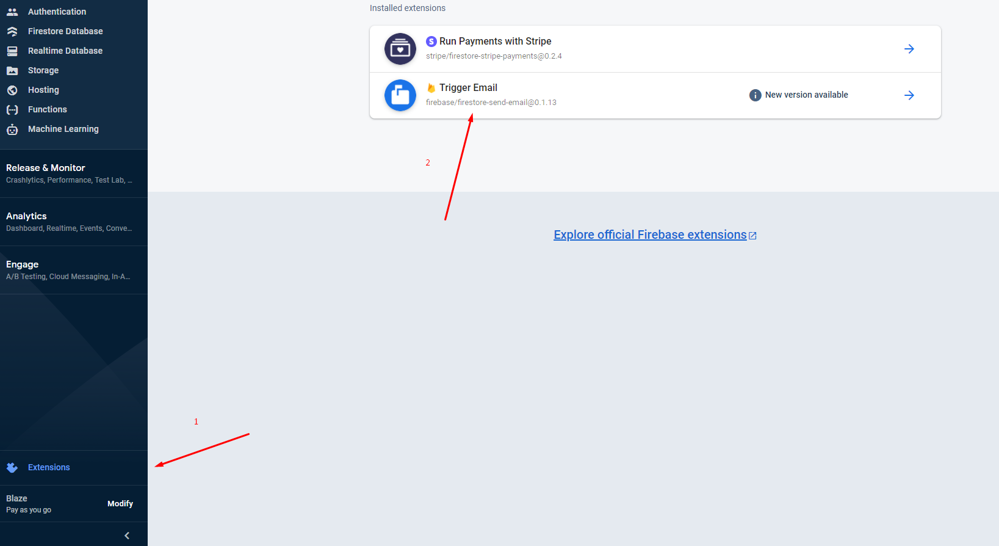 Authentication
Firestore Database
Realtime Database
Storage
Hosting
Functions
Machine Learning
Release & Monitor
Crashlytics, Performance, Test Lab, ...
Analytics
Dashboard, Realtime, Events, Conve...
Engage
A/B Testing, Cloud Messaging, In-A...
Extensions
Blaze
Pay as you go
Modify
Installed extensions
S Run Payments with Stripe
stripe/firestore-stripe-payments@0.2.4
Trigger Email
firebase/firestore-send-email@0.1.13
i New version available
2
Explore official Firebase extensions
1